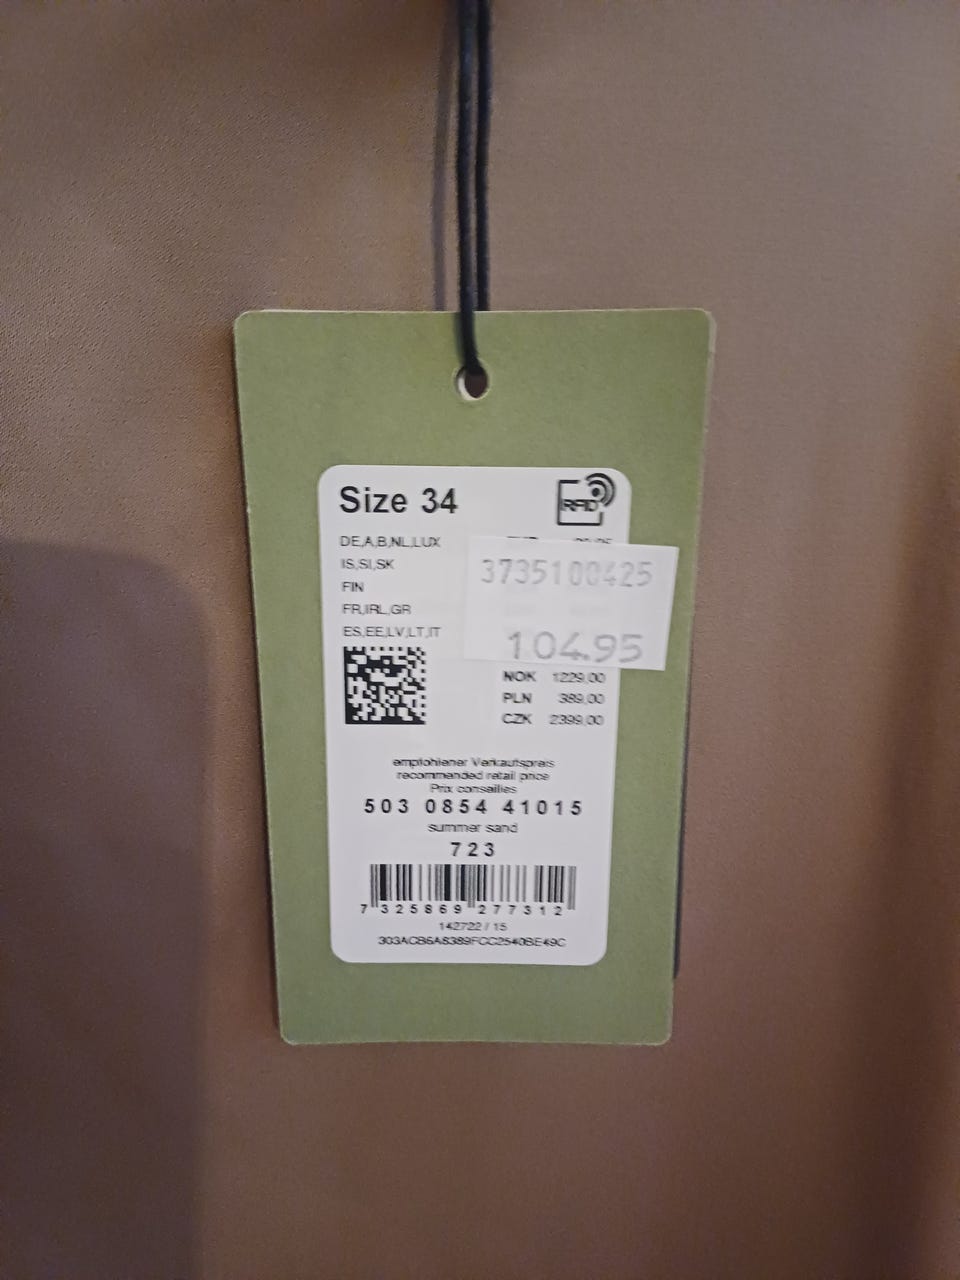 Size 34
RFID
DE,A,B,NL,LUX
IS,SI,SK
FIN
FR,IRL,GR
ES,EE,LV,LT,IT
3735100425
104.95
NOK 1229,00
PLN 389,00
CZK 2399,00
empfohlener Verkaufspreis
recommended retail price
Prix conseilles
503 0854 41015
summer sand
723
7 325869 277312
142722 / 15
303ACB6A8389FCC2540BE49C